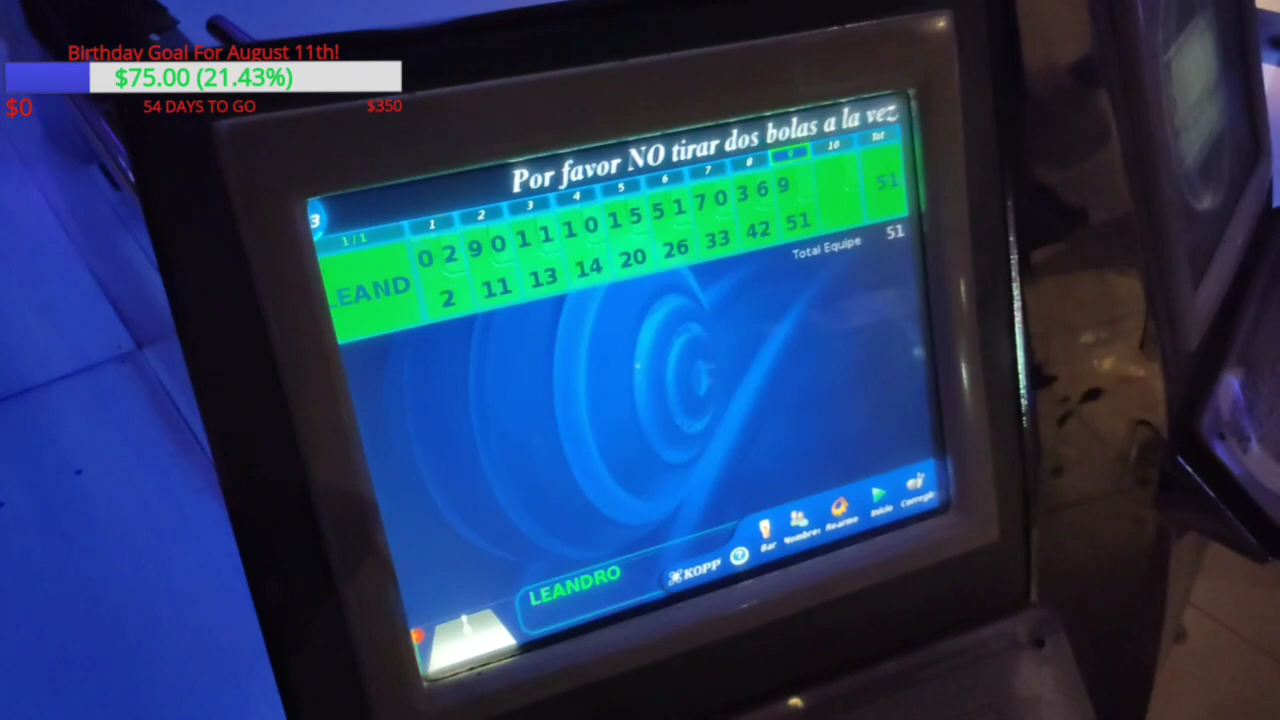 Birthday Goal For August 11th!
$75.00 (21.43%)
$0 54 DAYS TO GO $350
Por favor NO tirar dos bolas a la vez
3
1/1 1 2 3 4 5 6 7 8 9 10 Tot
LEAND 0 2 9 0 1 1 1 0 1 5 5 1 7 0 3 6 9 51
2 11 13 14 20 26 33 42 51
Total Equipe 51
Bar Nombre: Rearme Inicio Corregir
KOPP ?
LEANDRO